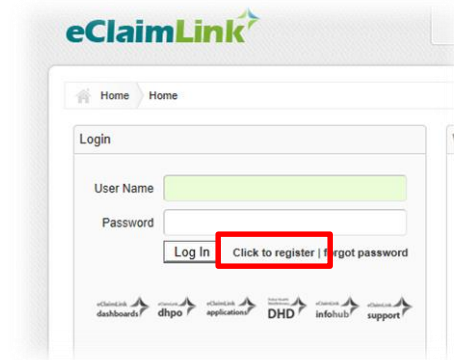 eClaimLink
Home Home
Login
User Name
Password
Log In Click to register | forgot password
eClaimLink dashboards
dhpo
eClaimLink applications
DHD
eClaimLink infohub
eClaimLink support